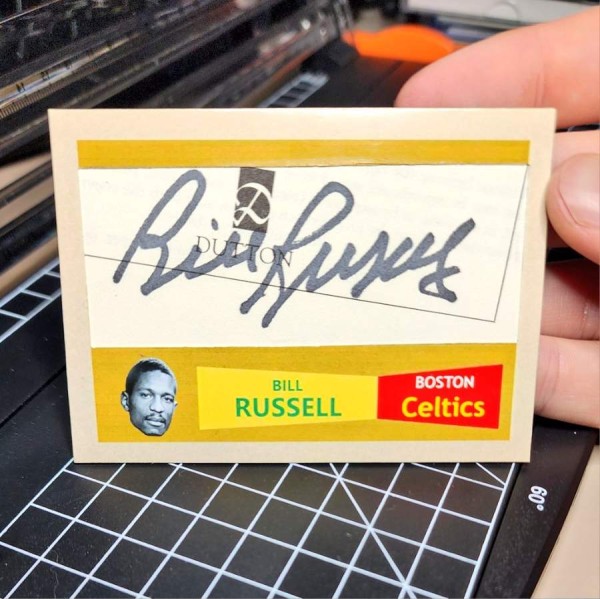 Bill Russell
D
DUTTON
BILL
RUSSELL
BOSTON
Celtics
60°